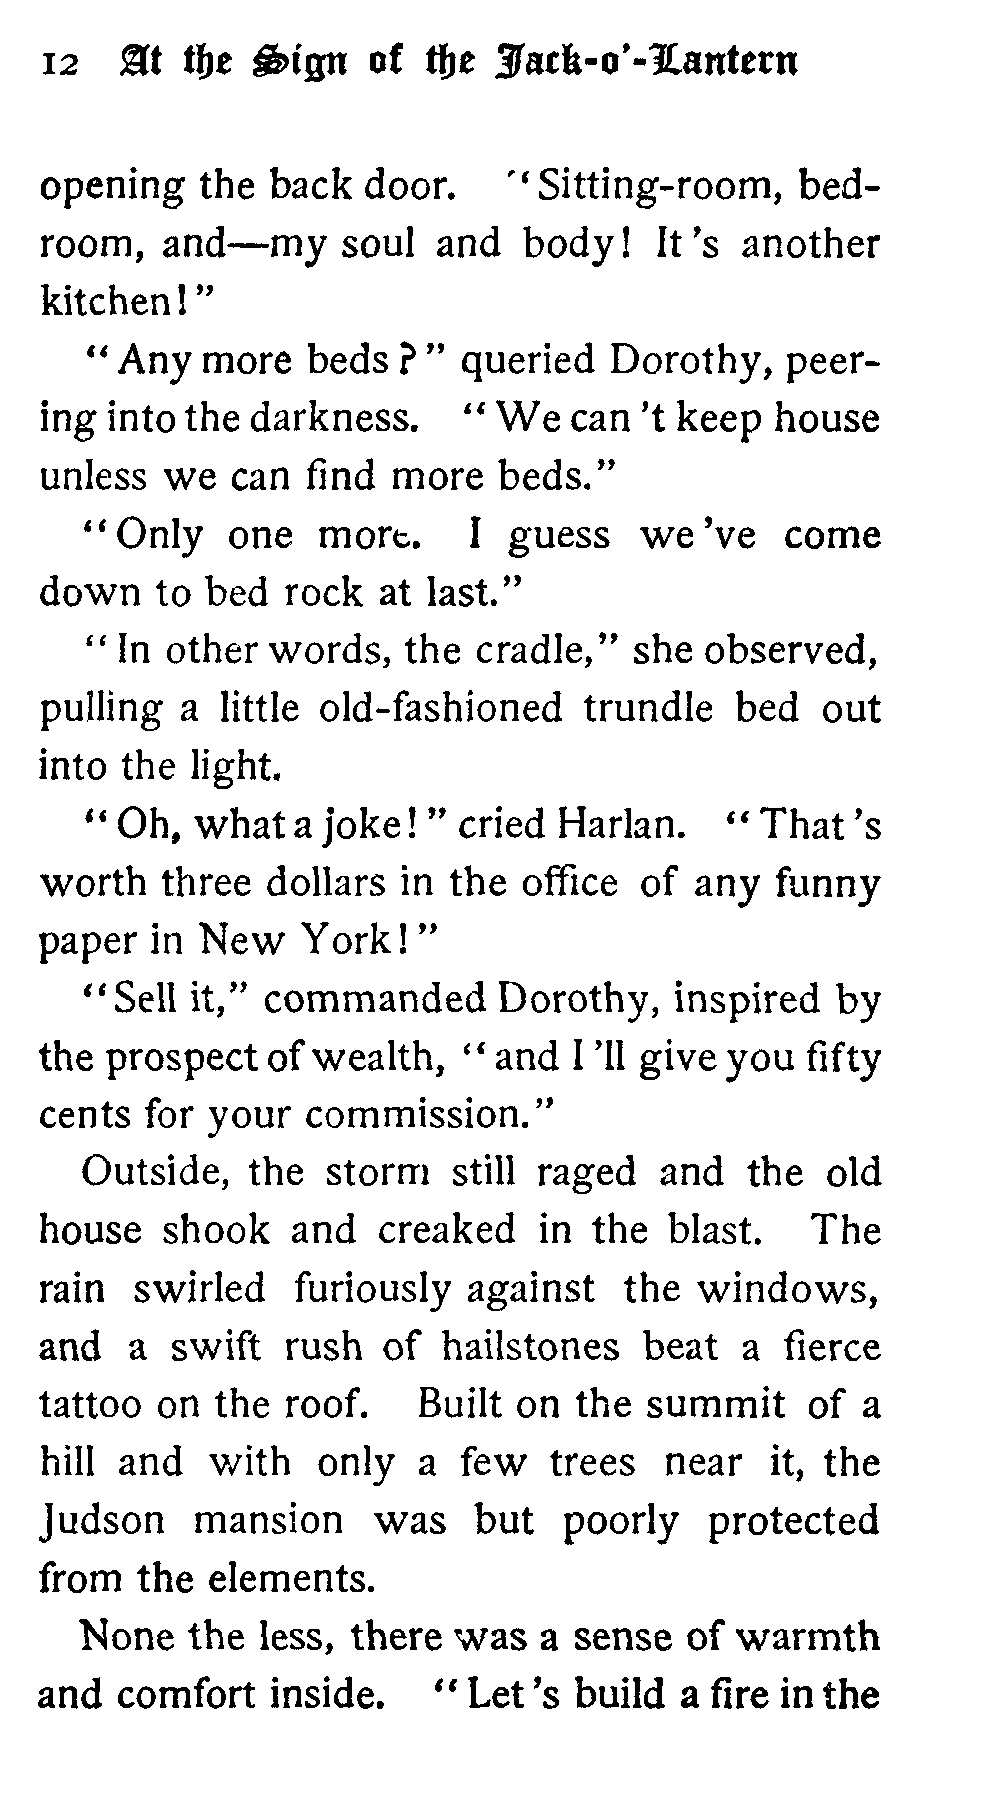 12 At the Sign of the Jack-o'-Lantern
opening the back door. "Sitting-room, bed-
room, and—my soul and body! It's another
kitchen!"
"Any more beds?" queried Dorothy, peer-
ing into the darkness. "We can't keep house
unless we can find more beds."
"Only one more. I guess we've come
down to bed rock at last."
"In other words, the cradle," she observed,
pulling a little old-fashioned trundle bed out
into the light.
"Oh, what a joke!" cried Harlan. "That's
worth three dollars in the office of any funny
paper in New York!"
"Sell it," commanded Dorothy, inspired by
the prospect of wealth, "and I'll give you fifty
cents for your commission."
Outside, the storm still raged and the old
house shook and creaked in the blast. The
rain swirled furiously against the windows,
and a swift rush of hailstones beat a fierce
tattoo on the roof. Built on the summit of a
hill and with only a few trees near it, the
Judson mansion was but poorly protected
from the elements.
None the less, there was a sense of warmth
and comfort inside. "Let's build a fire in the